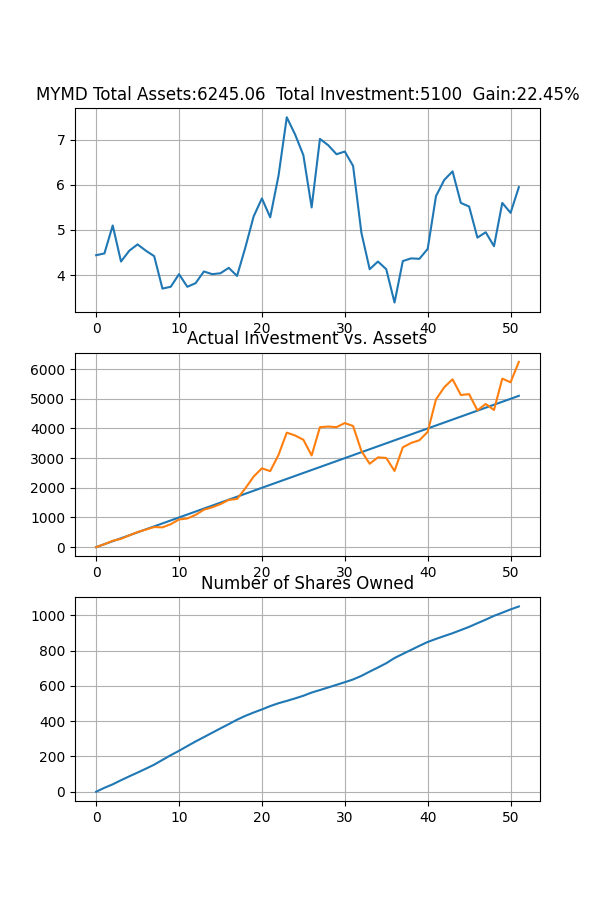 MYMD Total Assets:6245.06  Total Investment:5100  Gain:22.45%
7
6
5
4
0 10 20 30 40 50
Actual Investment vs. Assets
6000
5000
4000
3000
2000
1000
0
0 10 20 30 40 50
Number of Shares Owned
1000
800
600
400
200
0
0 10 20 30 40 50